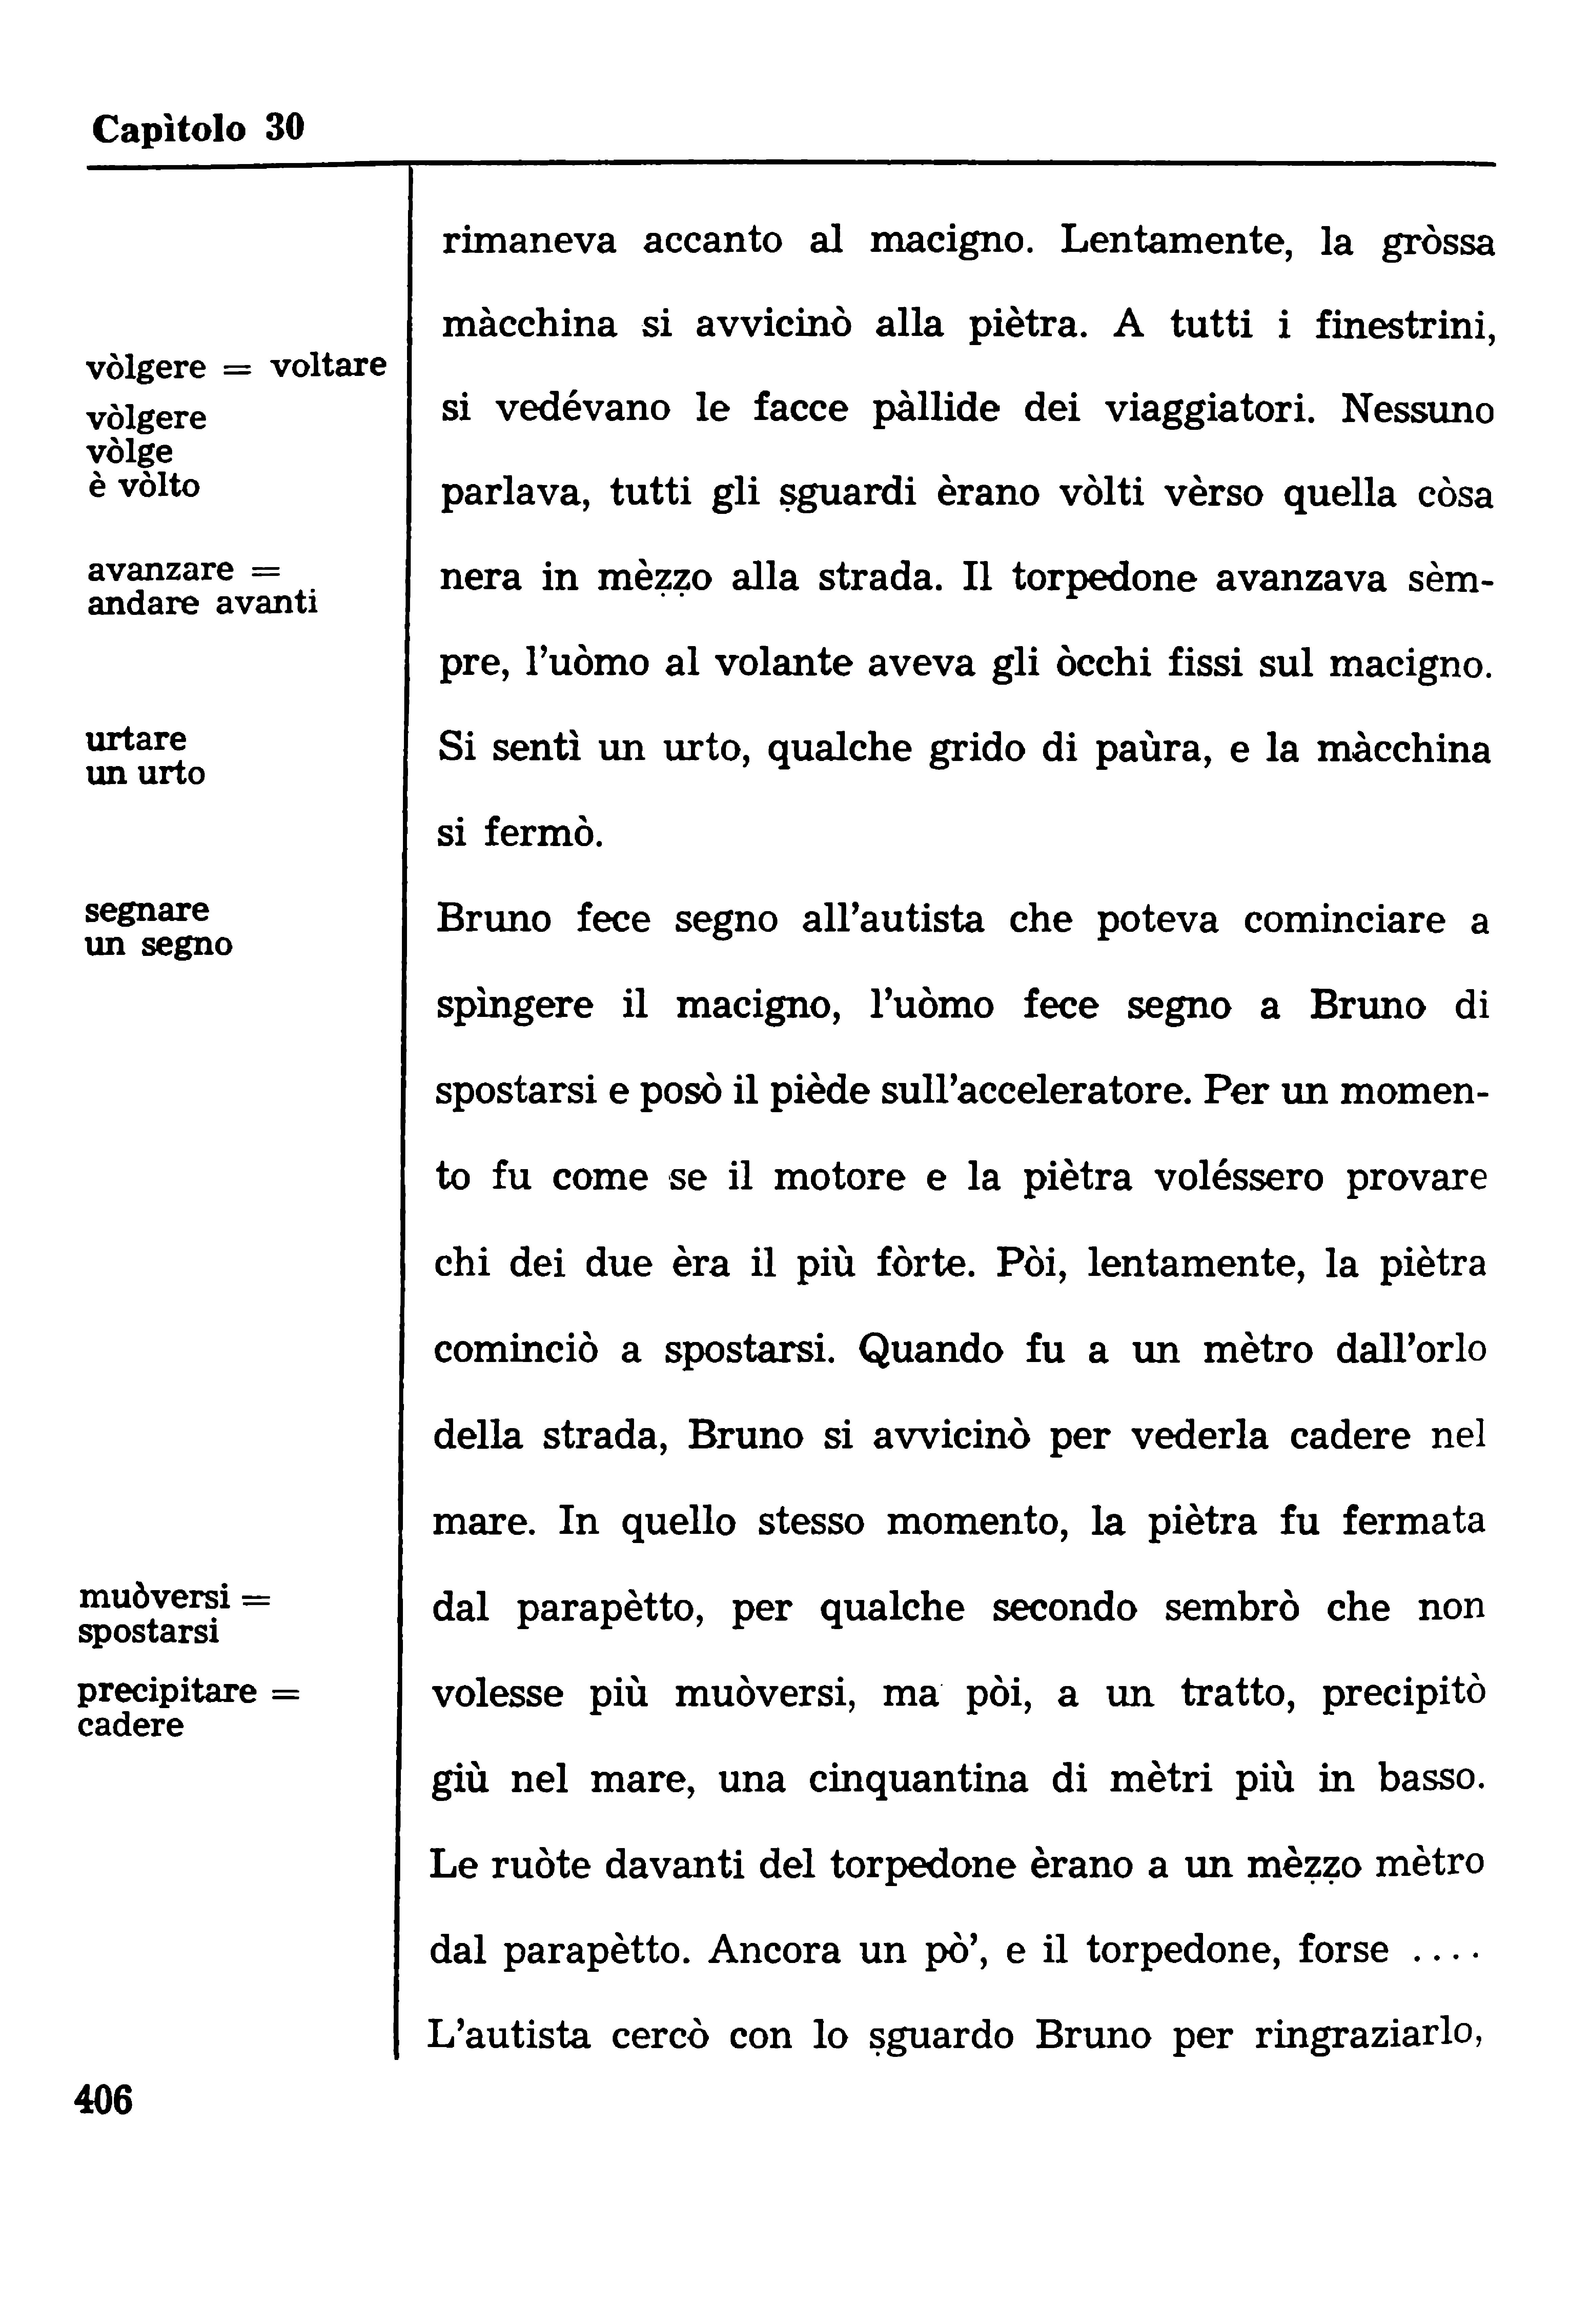 Capìtolo 30
vòlgere = voltare
vòlgere
vòlge
è vòlto
avanzare =
andare avanti
urtare
un urto
segnare
un segno
muòversi =
spostarsi
precipitare =
cadere
rimaneva accanto al macigno. Lentamente, la gròssa
màcchina si avvicinò alla piètra. A tutti i finestrini,
si vedévano le facce pàllide dei viaggiatori. Nessuno
parlava, tutti gli ṣguardi èrano vòlti vèrso quella còsa
nera in mèẓẓo alla strada. Il torpedone avanzava sèm-
pre, l’uòmo al volante aveva gli òcchi fissi sul macigno.
Si sentì un urto, qualche grido di paùra, e la màcchina
si fermò.
Bruno fece segno all’autista che poteva cominciare a
spìngere il macigno, l’uòmo fece segno a Bruno di
spostarsi e posò il piède sull’acceleratore. Per un momen-
to fu come se il motore e la piètra voléssero provare
chi dei due èra il più fòrte. Pòi, lentamente, la piètra
cominciò a spostarsi. Quando fu a un mètro dall’orlo
della strada, Bruno si avvicinò per vederla cadere nel
mare. In quello stesso momento, la piètra fu fermata
dal parapètto, per qualche secondo sembrò che non
volesse più muòversi, ma pòi, a un tratto, precipitò
giù nel mare, una cinquantina di mètri più in basso.
Le ruòte davanti del torpedone èrano a un mèẓẓo mètro
dal parapètto. Ancora un pò’, e il torpedone, forse ....
L’autista cercò con lo ṣguardo Bruno per ringraziarlo,
406